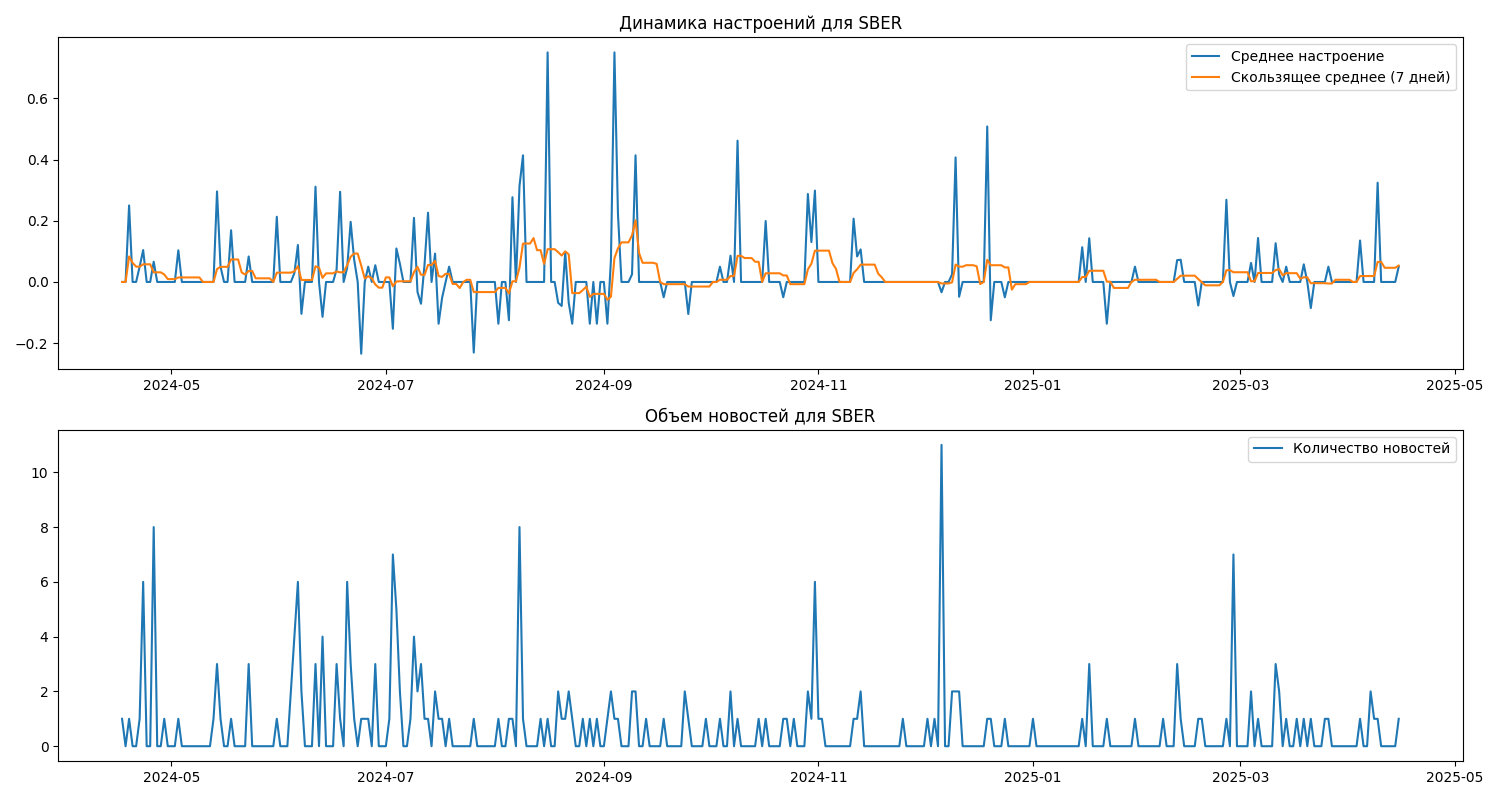 Динамика настроений для SBER
Среднее настроение
Скользящее среднее (7 дней)
0.6
0.4
0.2
0.0
−0.2
2024-05 2024-07 2024-09 2024-11 2025-01 2025-03 2025-05
Объем новостей для SBER
Количество новостей
10
8
6
4
2
0
2024-05 2024-07 2024-09 2024-11 2025-01 2025-03 2025-05